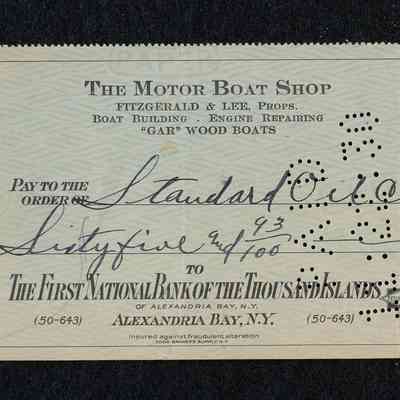 THE MOTOR BOAT SHOP
FITZGERALD & LEE, PROPS.
BOAT BUILDING . ENGINE REPAIRING
"GAR" WOOD BOATS
PAY TO THE
ORDER OF Standard Oil C
Sixtyfive and 93/100
TO
THE FIRST NATIONAL BANK OF THE THOUSAND ISLANDS
OF ALEXANDRIA BAY, N.Y.
(50-643) ALEXANDRIA BAY, N.Y. (50-643)
Insured against fraudulent alteration